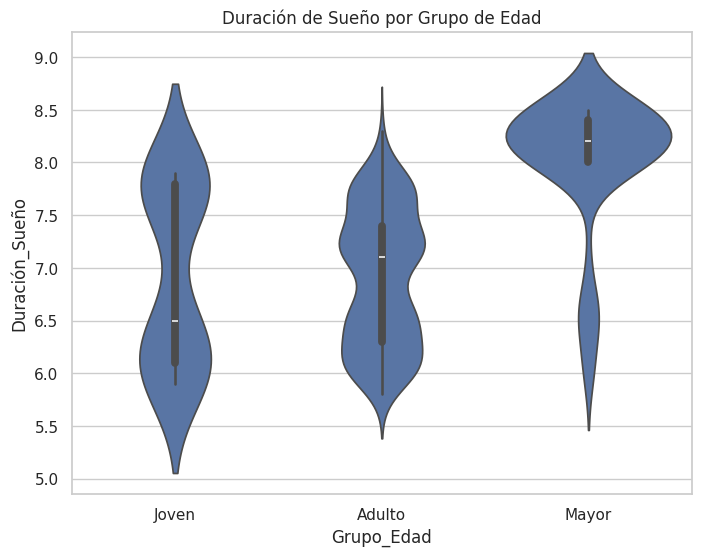 Duración de Sueño por Grupo de Edad
Duración_Sueño
9.0
8.5
8.0
7.5
7.0
6.5
6.0
5.5
5.0
Joven
Adulto
Mayor
Grupo_Edad